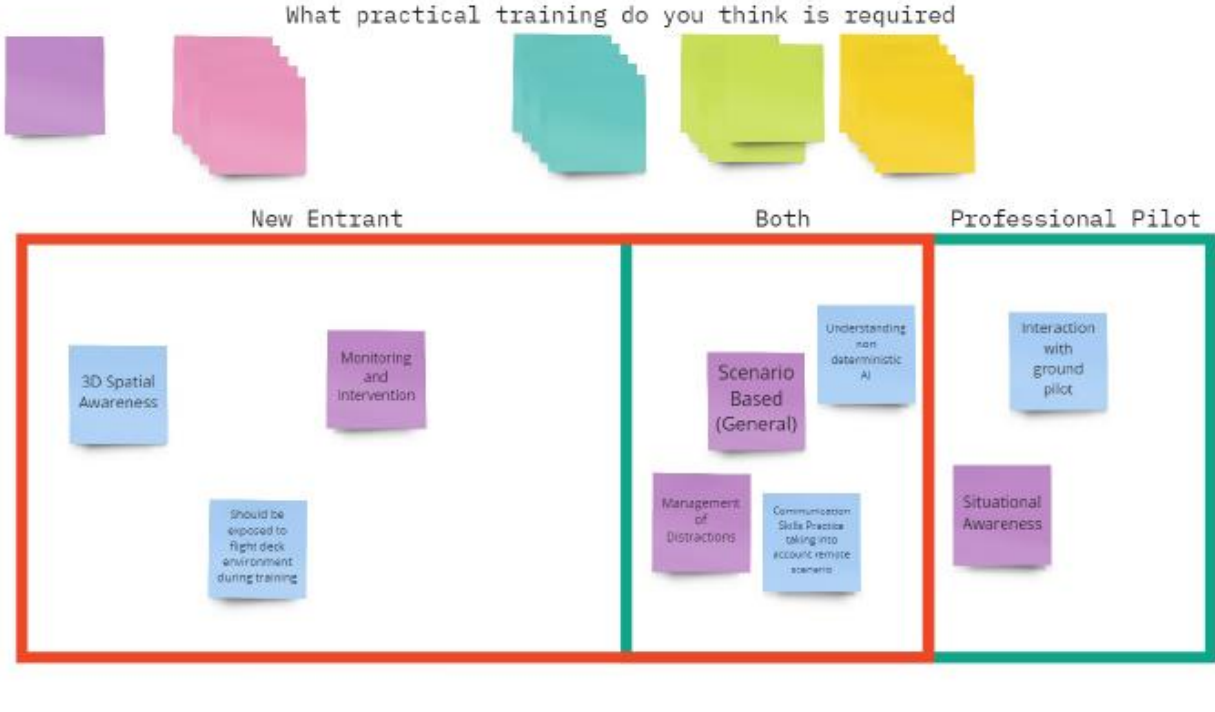 What practical training do you think is required
New Entrant
Both
Professional Pilot
3D Spatial
Awareness
Monitoring
and
Intervention
Should be
exposed to
flight deck
environment
during training
Scenario
Based
(General)
Understanding
non
deterministic
AI
Management
of
Distractions
Communication
Skills Practice
taking into
account remote
scenario
Interaction
with
ground
pilot
Situational
Awareness